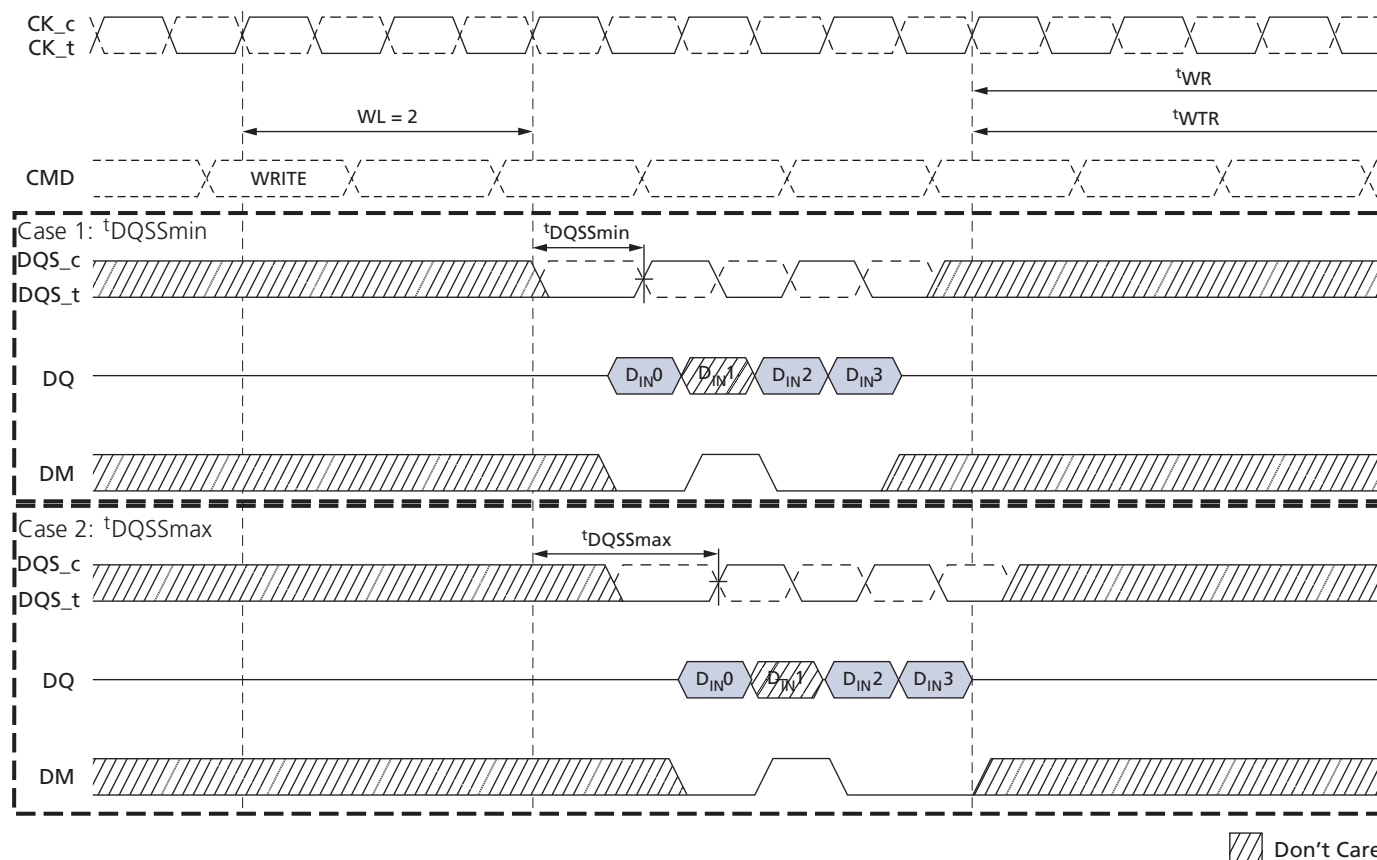 CK_c
CK_t
tWR
WL = 2
tWTR
CMD
WRITE
Case 1: tDQSSmin
tDQSSmin
DQS_c
DQS_t
DQ
DIN0
DIN1
DIN2
DIN3
DM
Case 2: tDQSSmax
tDQSSmax
DQS_c
DQS_t
DQ
DIN0
DIN1
DIN2
DIN3
DM
Don't Care